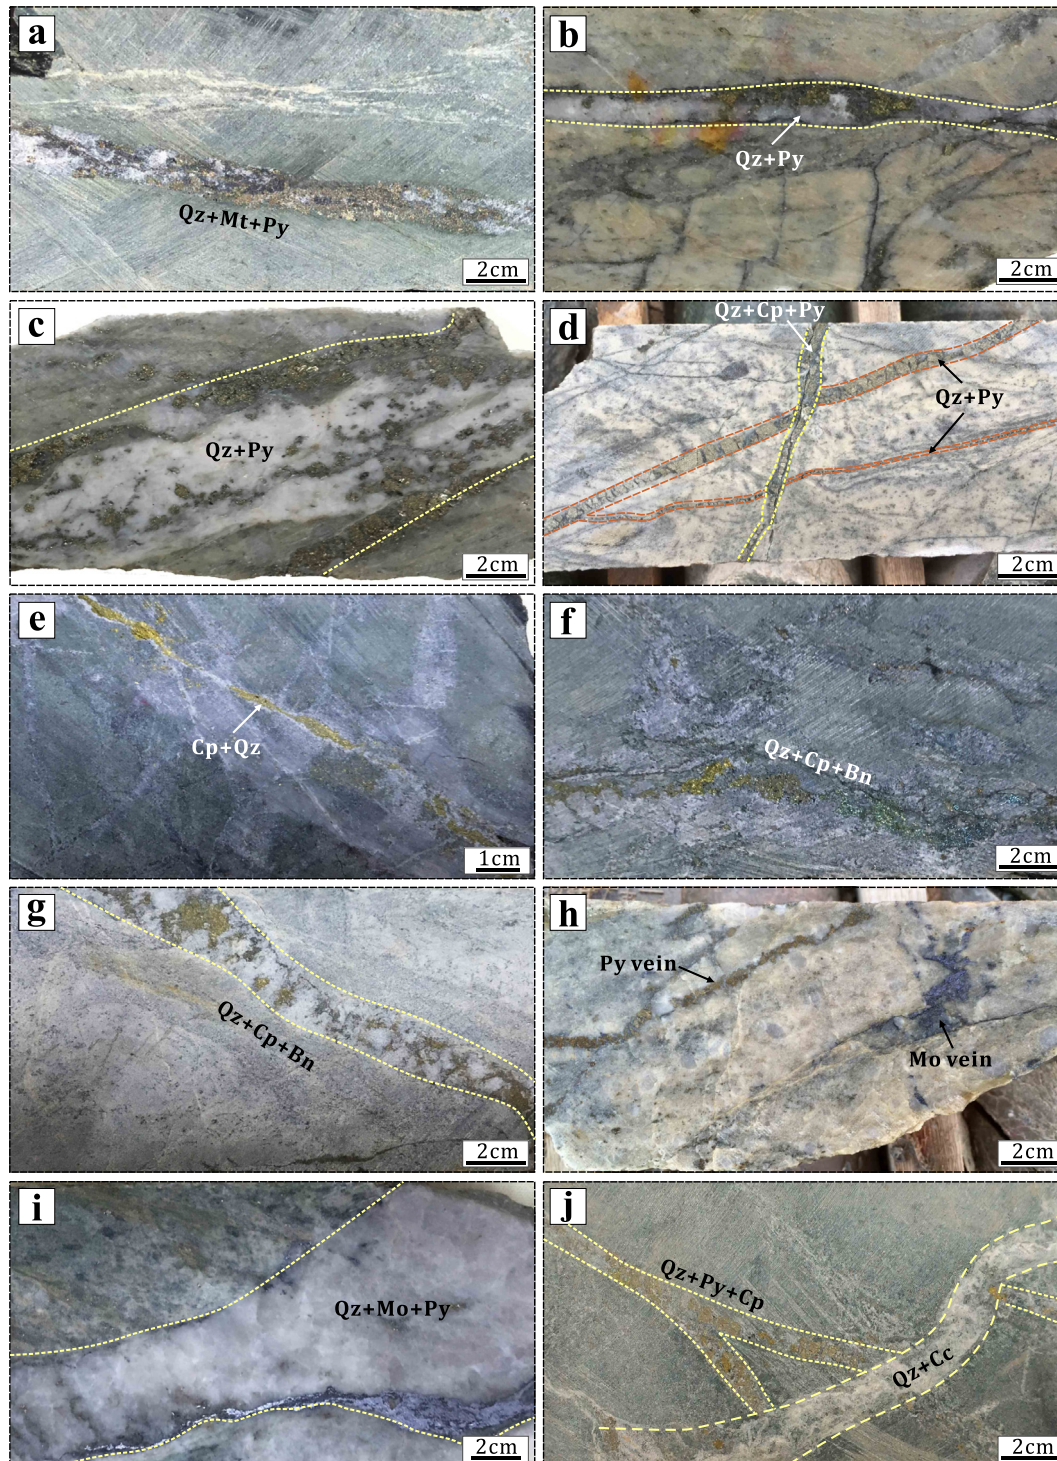 a
Qz+Mt+Py
2cm
b
Qz+Py
2cm
c
Qz+Py
2cm
d
Qz+Cp+Py
Qz+Py
2cm
e
Cp+Qz
1cm
f
Qz+Cp+Bn
2cm
g
Qz+Cp+Bn
2cm
h
Py vein
Mo vein
2cm
i
Qz+Mo+Py
2cm
j
Qz+Py+Cp
Qz+Cc
2cm